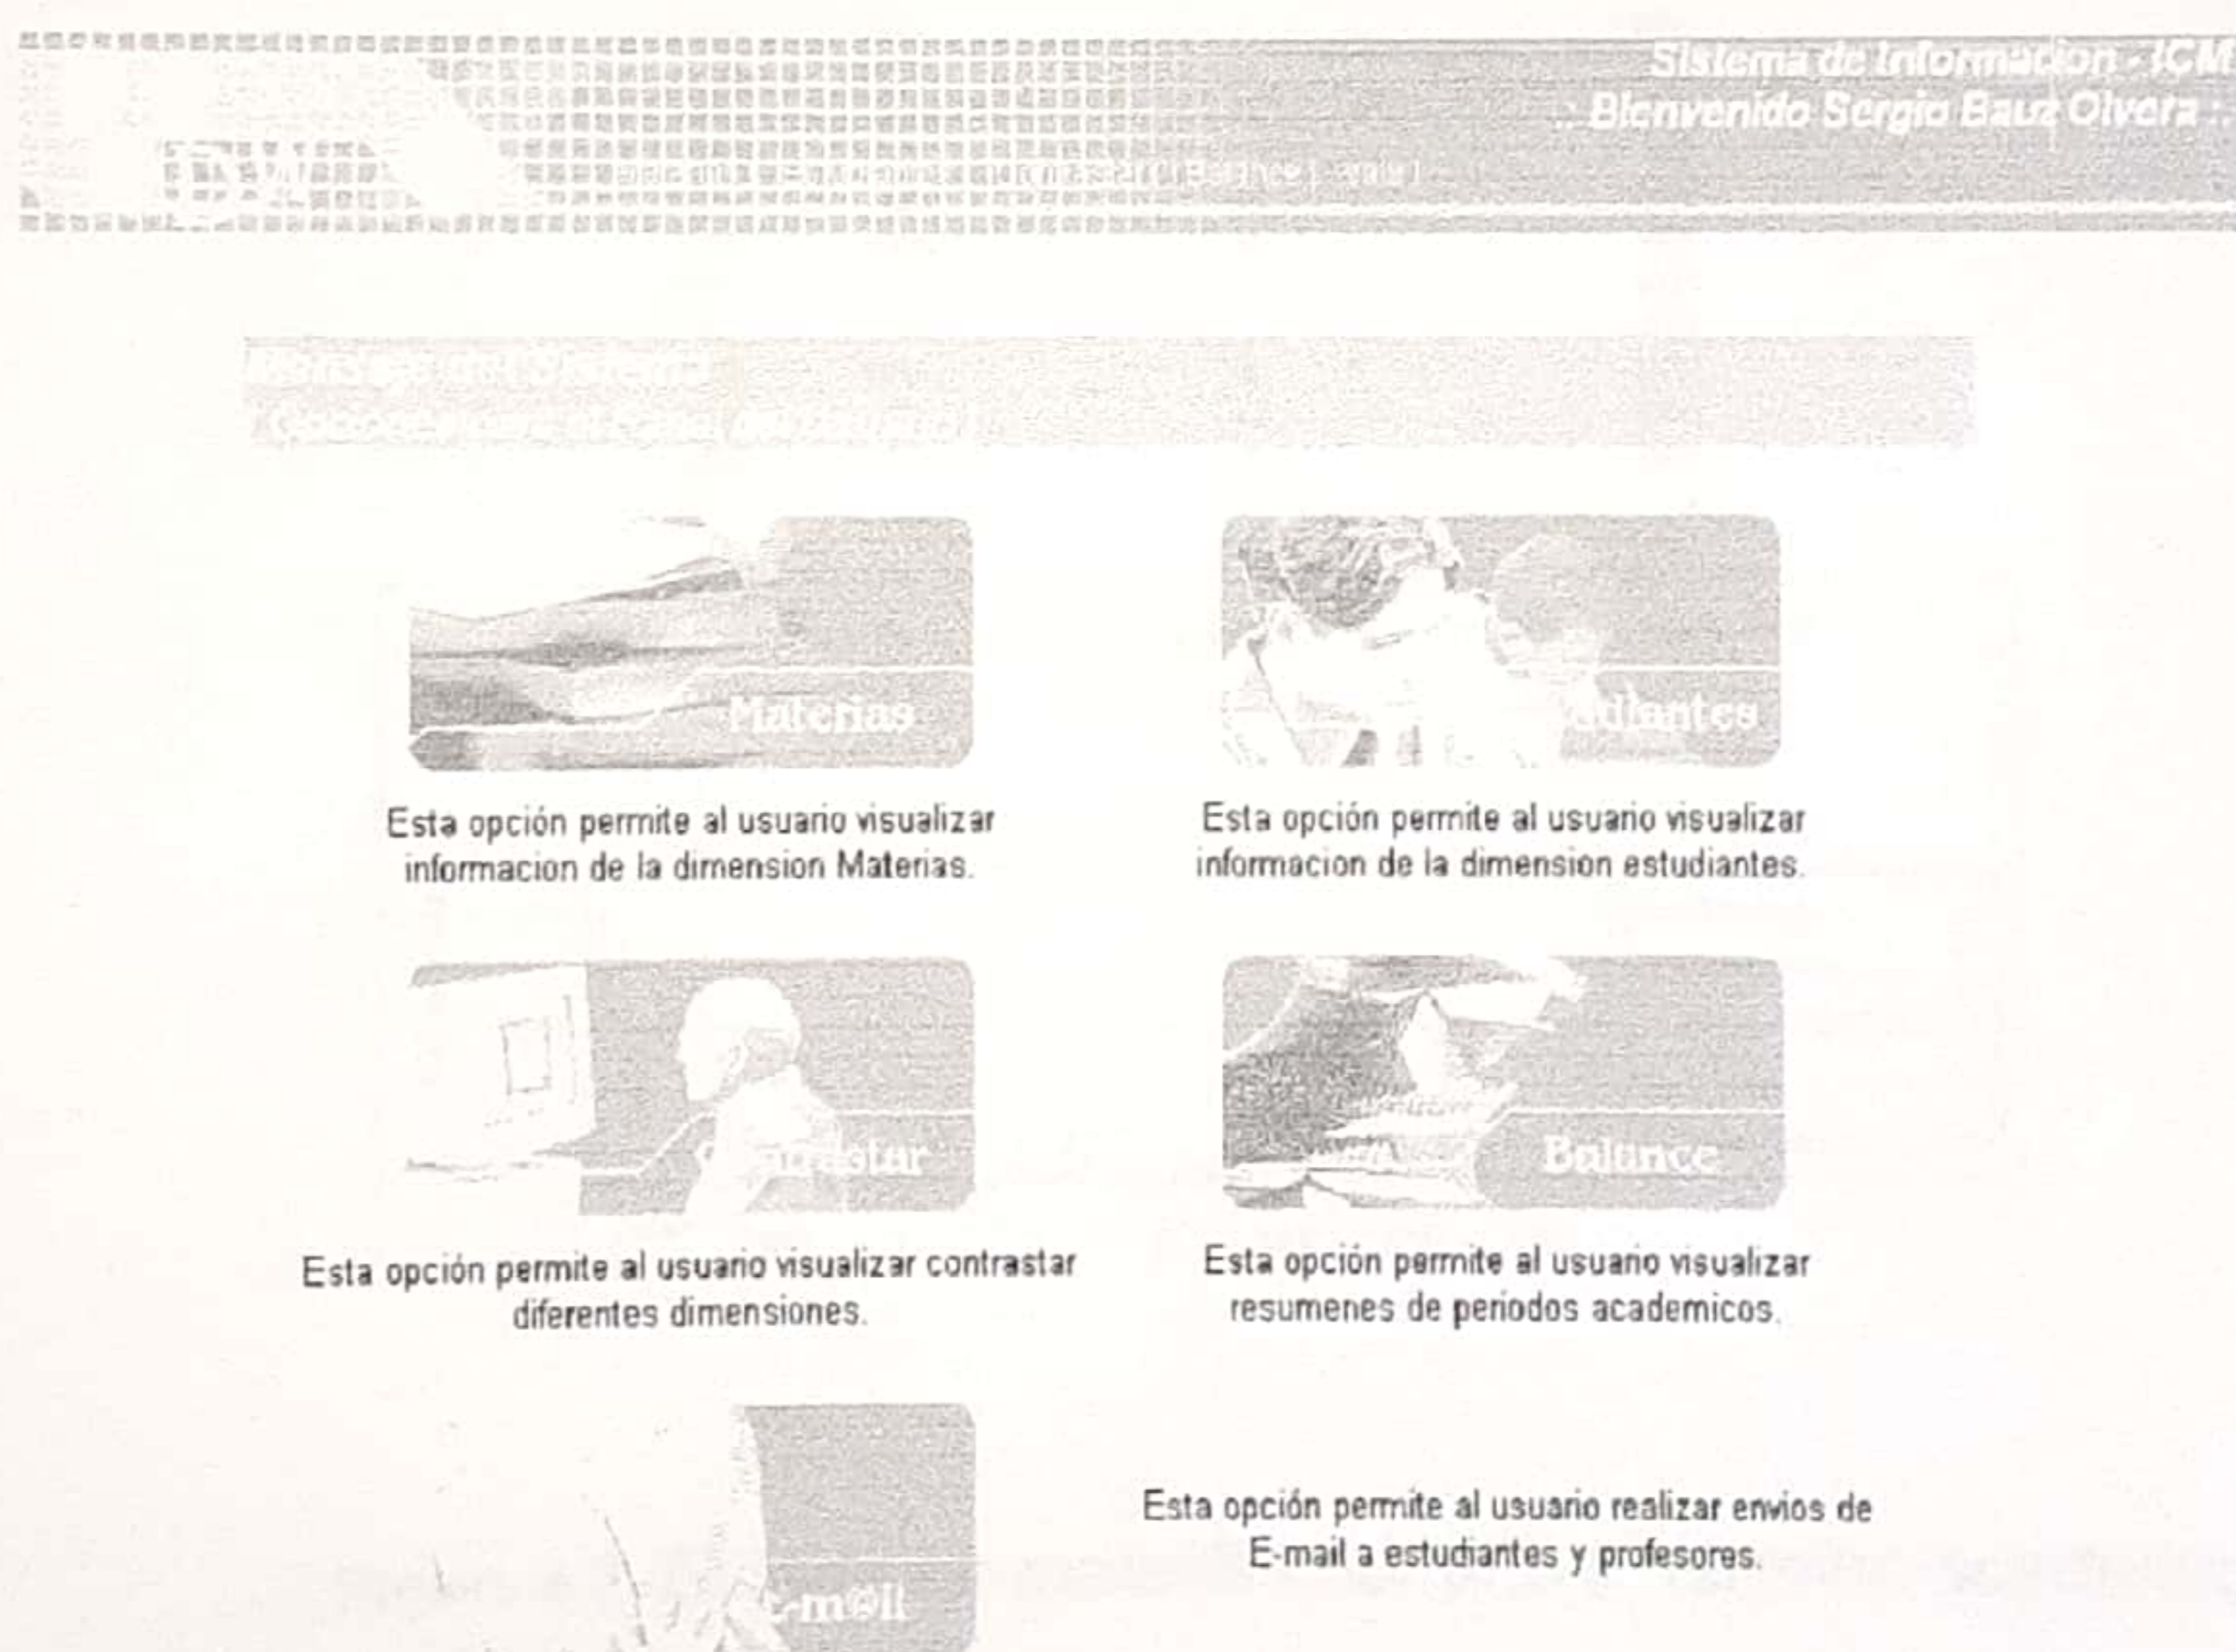 Sistema de Informacion - ICM
.: Bienvenido Sergio Bauz Olvera :.
Materias
Esta opción permite al usuario visualizar
informacion de la dimension Materias.
Esta opción permite al usuario visualizar
informacion de la dimension estudiantes.
Esta opción permite al usuario visualizar contrastar
diferentes dimensiones.
Balance
Esta opción permite al usuario visualizar
resumenes de periodos academicos.
e-m@il
Esta opción permite al usuario realizar envios de
E-mail a estudiantes y profesores.